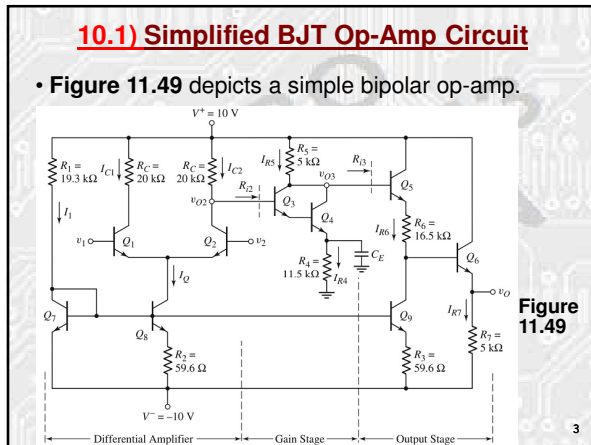 10.1) Simplified BJT Op-Amp Circuit
• Figure 11.49 depicts a simple bipolar op-amp.
V⁺ = 10 V
R₁ =
19.3 kΩ
I₁
I_C1
R_C =
20 kΩ
R_C =
20 kΩ
I_C2
v_O2
R_i2
I_R5
R₅ =
5 kΩ
v_O3
R_i3
Q₃
Q₄
Q₅
I_R6
R₆ =
16.5 kΩ
v₁
Q₁
Q₂
v₂
I_Q
R₄ =
11.5 kΩ
I_R4
C_E
Q₆
v_O
I_R7
R₇ =
5 kΩ
Q₇
Q₈
Q₉
R₂ =
59.6 Ω
R₃ =
59.6 Ω
V⁻ = –10 V
Differential Amplifier
Gain Stage
Output Stage
Figure
11.49
3